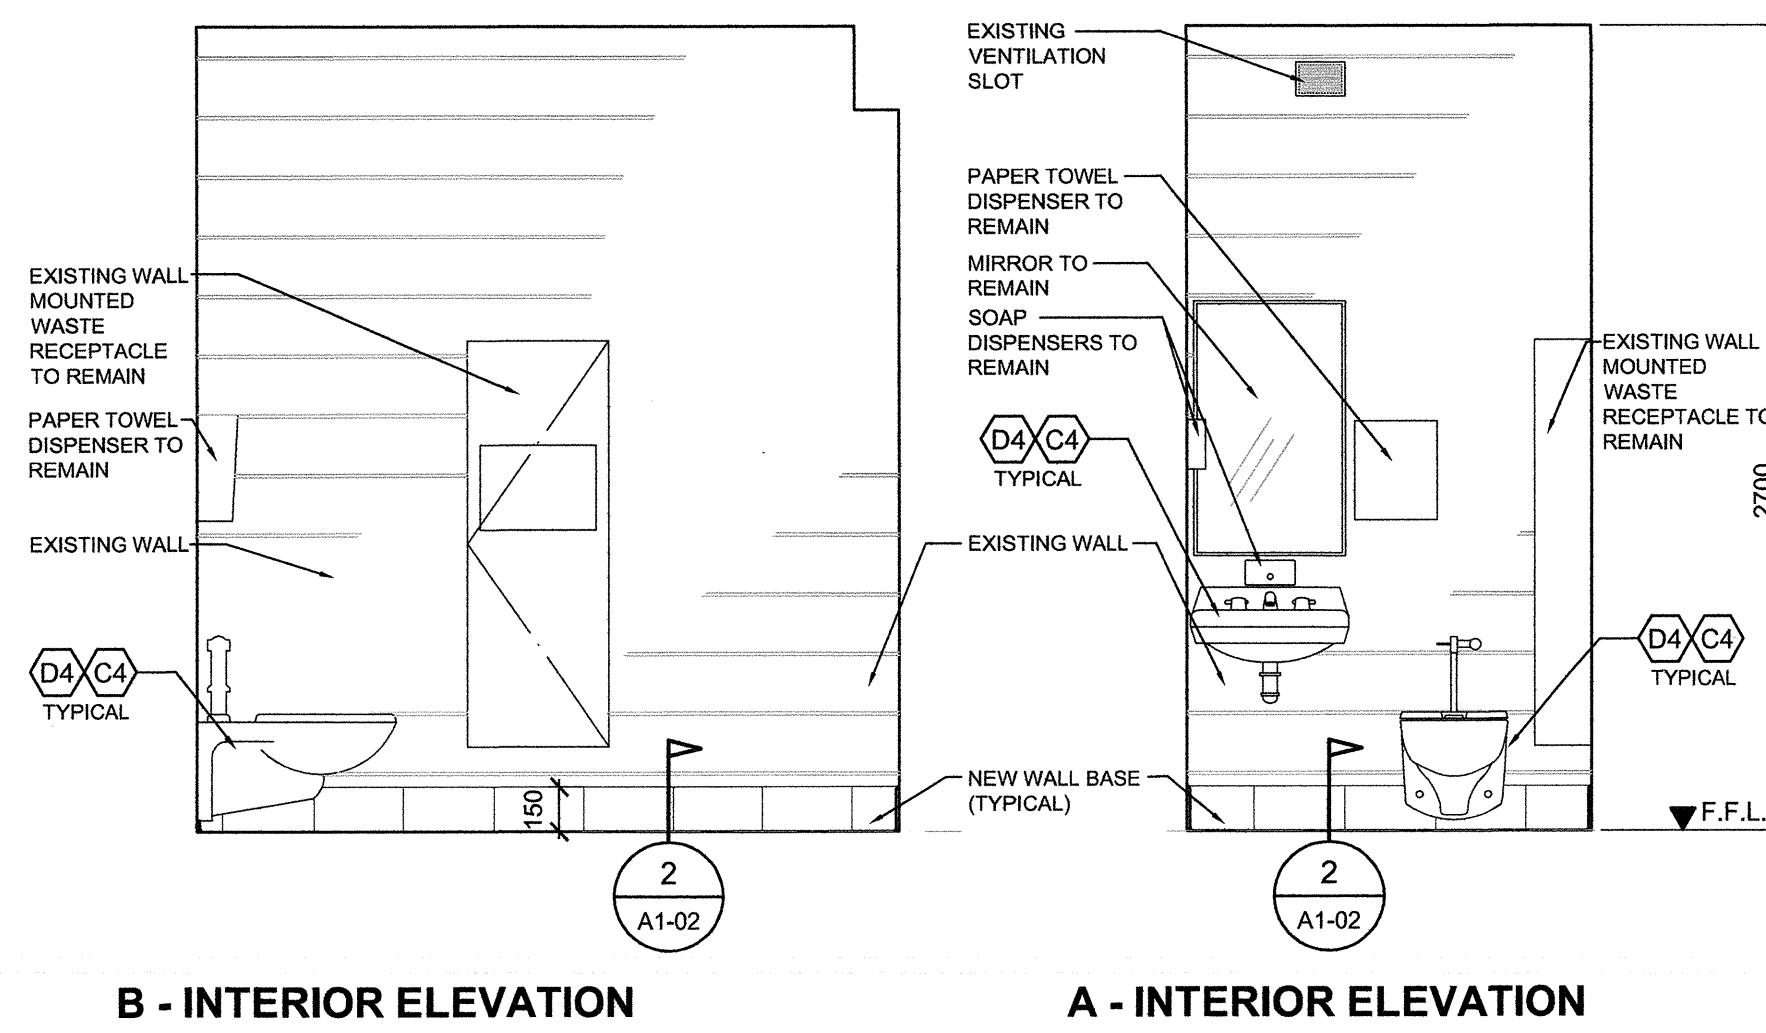 EXISTING WALL
MOUNTED
WASTE
RECEPTACLE
TO REMAIN
PAPER TOWEL
DISPENSER TO
REMAIN
EXISTING WALL
D4 C4
TYPICAL
150
2
A1-02
B - INTERIOR ELEVATION
EXISTING
VENTILATION
SLOT
PAPER TOWEL
DISPENSER TO
REMAIN
MIRROR TO
REMAIN
SOAP
DISPENSERS TO
REMAIN
D4 C4
TYPICAL
EXISTING WALL
NEW WALL BASE
(TYPICAL)
EXISTING WALL
MOUNTED
WASTE
RECEPTACLE TO
REMAIN
2700
D4 C4
TYPICAL
F.F.L.
2
A1-02
A - INTERIOR ELEVATION